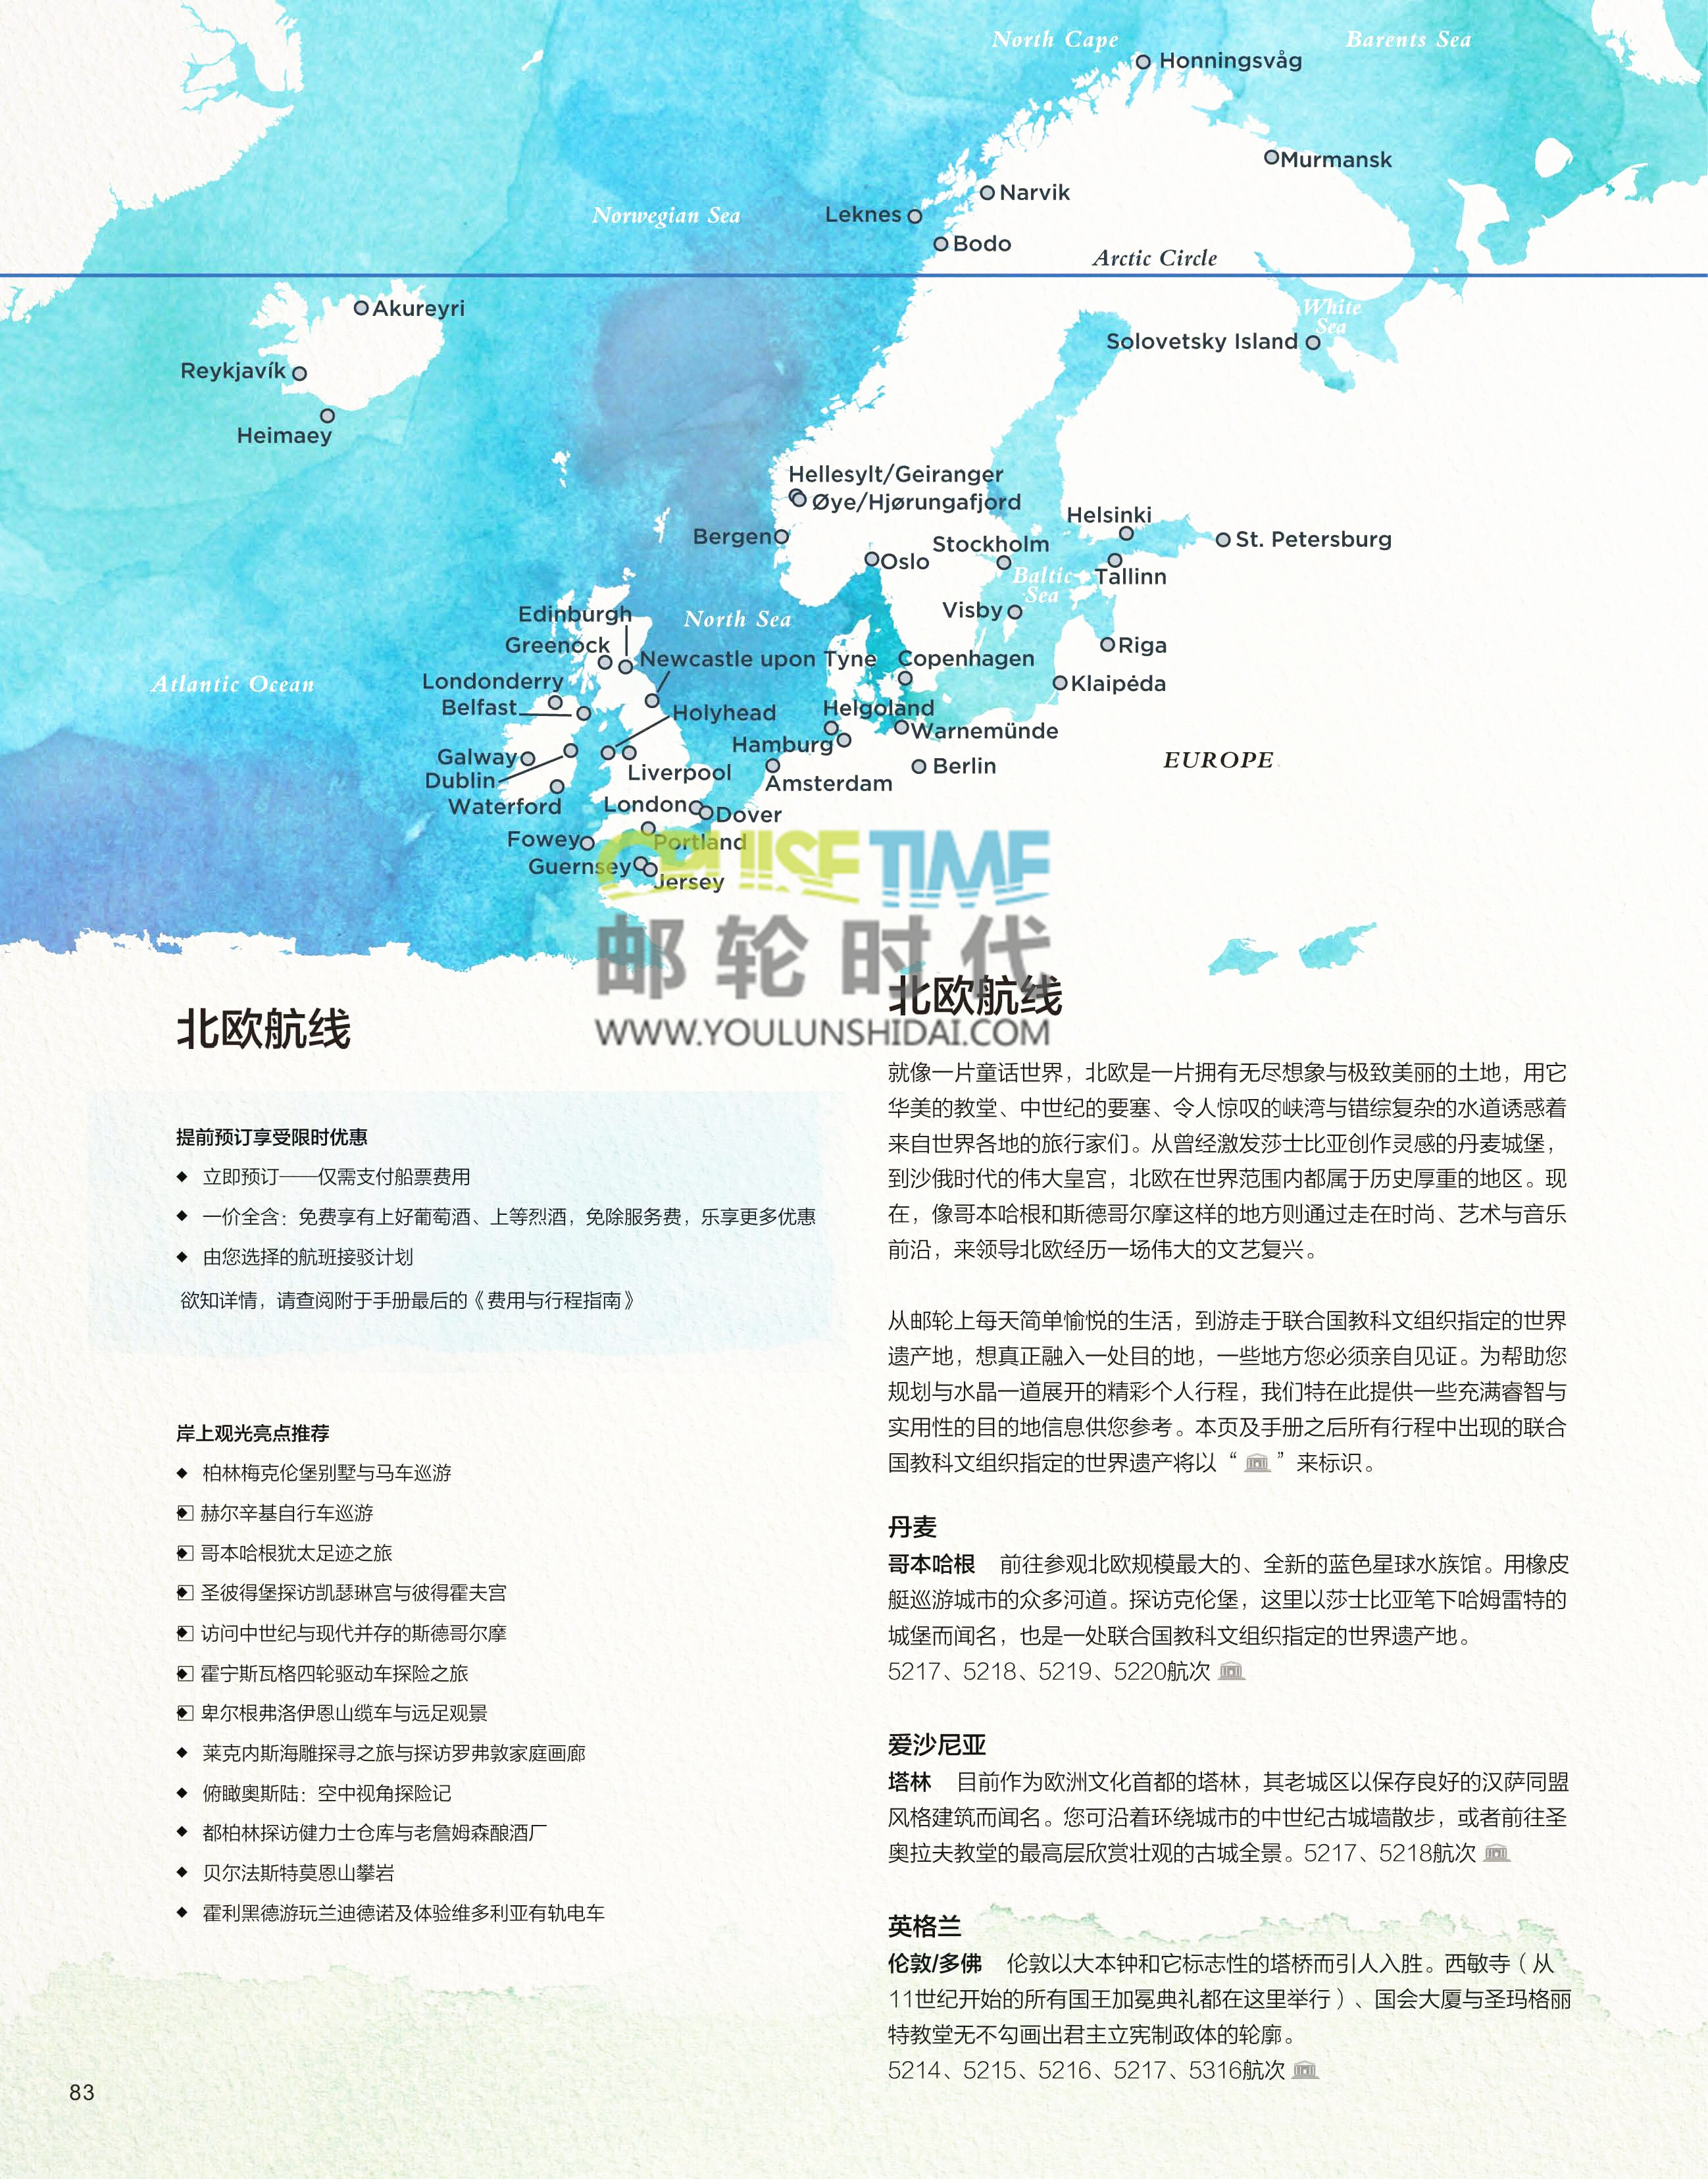 North Cape
Barents Sea
Honningsvåg
Murmansk
Narvik
Norwegian Sea
Leknes
Bodo
Arctic Circle
Akureyri
White
Sea
Solovetsky Island
Reykjavík
Heimaey
Hellesylt/Geiranger
Øye/Hjørungafjord
Helsinki
Bergen
Stockholm
St. Petersburg
Oslo
Baltic
Sea
Tallinn
Edinburgh
North Sea
Visby
Greenock
Riga
Newcastle upon Tyne
Copenhagen
Atlantic Ocean
Londonderry
Klaipėda
Belfast
Holyhead
Helgoland
Warnemünde
Galway
Hamburg
EUROPE
Dublin
Liverpool
Berlin
Amsterdam
Waterford
London
Dover
Fowey
Portland
Guernsey
Jersey
CRUISE TIME
邮轮时代
WWW.YOULUNSHIDAI.COM
北欧航线
提前预订享受限时优惠
◆ 立即预订——仅需支付船票费用
◆ 一价全含：免费享有上好葡萄酒、上等烈酒，免除服务费，乐享更多优惠
◆ 由您选择的航班接驳计划
欲知详情，请查阅附于手册最后的《费用与行程指南》
岸上观光亮点推荐
◆ 柏林梅克伦堡别墅与马车巡游
◆ 赫尔辛基自行车巡游
◆ 哥本哈根犹太足迹之旅
◆ 圣彼得堡探访凯瑟琳宫与彼得霍夫宫
◆ 访问中世纪与现代并存的斯德哥尔摩
◆ 霍宁斯瓦格四轮驱动车探险之旅
◆ 卑尔根弗洛伊恩山缆车与远足观景
◆ 莱克内斯海雕探寻之旅与探访罗弗敦家庭画廊
◆ 俯瞰奥斯陆：空中视角探险记
◆ 都柏林探访健力士仓库与老詹姆森酿酒厂
◆ 贝尔法斯特莫恩山攀岩
◆ 霍利黑德游玩兰迪德诺及体验维多利亚有轨电车
北欧航线
就像一片童话世界，北欧是一片拥有无尽想象与极致美丽的土地，用它
华美的教堂、中世纪的要塞、令人惊叹的峡湾与错综复杂的水道诱惑着
来自世界各地的旅行家们。从曾经激发莎士比亚创作灵感的丹麦城堡，
到沙俄时代的伟大皇宫，北欧在世界范围内都属于历史厚重的地区。现
在，像哥本哈根和斯德哥尔摩这样的地方则通过走在时尚、艺术与音乐
前沿，来领导北欧经历一场伟大的文艺复兴。
从邮轮上每天简单愉悦的生活，到游走于联合国教科文组织指定的世界
遗产地，想真正融入一处目的地，一些地方您必须亲自见证。为帮助您
规划与水晶一道展开的精彩个人行程，我们特在此提供一些充满睿智与
实用性的目的地信息供您参考。本页及手册之后所有行程中出现的联合
国教科文组织指定的世界遗产将以“ ”来标识。
丹麦
哥本哈根 前往参观北欧规模最大的、全新的蓝色星球水族馆。用橡皮
艇巡游城市的众多河道。探访克伦堡，这里以莎士比亚笔下哈姆雷特的
城堡而闻名，也是一处联合国教科文组织指定的世界遗产地。
5217、5218、5219、5220航次
爱沙尼亚
塔林 目前作为欧洲文化首都的塔林，其老城区以保存良好的汉萨同盟
风格建筑而闻名。您可沿着环绕城市的中世纪古城墙散步，或者前往圣
奥拉夫教堂的最高层欣赏壮观的古城全景。5217、5218航次
英格兰
伦敦/多佛 伦敦以大本钟和它标志性的塔桥而引人入胜。西敏寺（从
11世纪开始的所有国王加冕典礼都在这里举行）、国会大厦与圣玛格丽
特教堂无不勾画出君主立宪制政体的轮廓。
5214、5215、5216、5217、5316航次
83